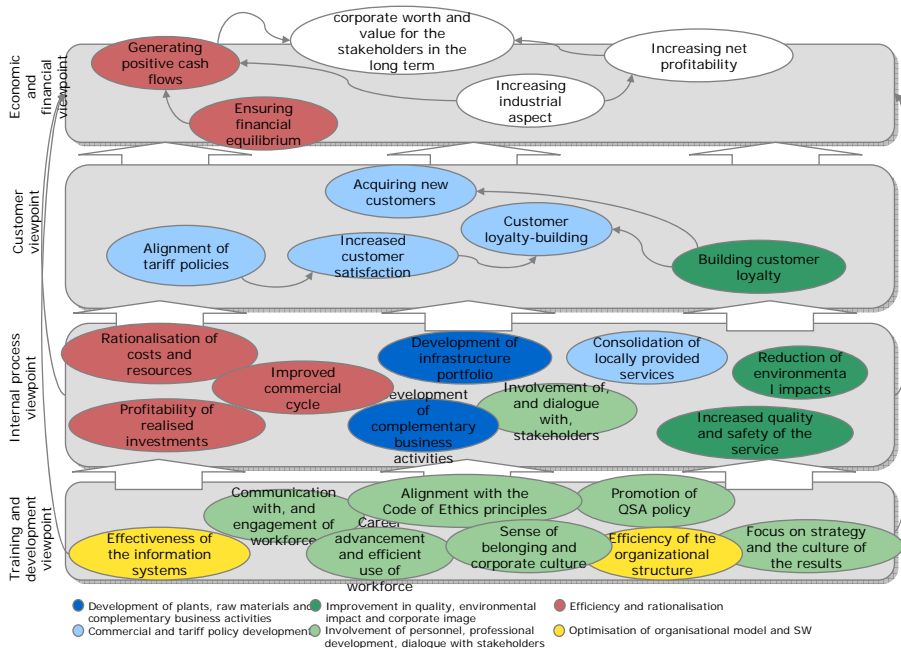 Economic
and
financial
viewpoint
corporate worth and
value for the
stakeholders in the
long term
Generating
positive cash
flows
Increasing net
profitability
Increasing
industrial
aspect
Ensuring
financial
equilibrium
Customer
viewpoint
Acquiring new
customers
Customer
loyalty-building
Alignment of
tariff policies
Increased
customer
satisfaction
Building customer
loyalty
Internal process
viewpoint
Rationalisation of
costs and
resources
Development of
infrastructure
portfolio
Consolidation of
locally provided
services
Reduction of
environmenta
l impacts
Improved
commercial
cycle
Involvement of,
and dialogue
with,
stakeholders
Profitability of
realised
investments
evelopment
of
complementary
business
activities
Increased quality
and safety of the
service
Training and
development
viewpoint
Communication
with, and
engagement of
workforce
Alignment with the
Code of Ethics principles
Promotion of
QSA policy
Effectiveness of
the information
systems
Career
advancement
and efficient
use of
workforce
Sense of
belonging and
corporate culture
Efficiency of the
organizational
structure
Focus on strategy
and the culture of
the results
Development of plants, raw materials and
complementary business activities
Improvement in quality, environmental
impact and corporate image
Efficiency and rationalisation
Commercial and tariff policy development
Involvement of personnel, professional
development, dialogue with stakeholders
Optimisation of organisational model and SW